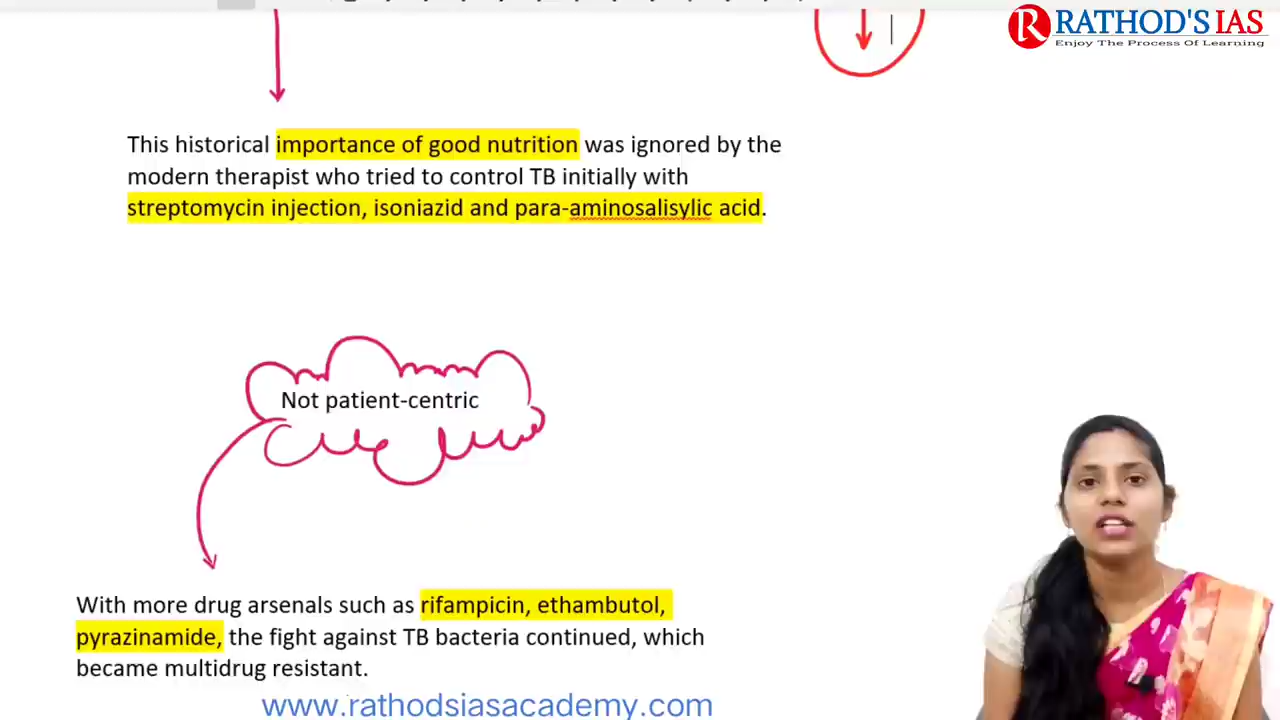 RATHOD'S IAS
Enjoy The Process Of Learning
This historical importance of good nutrition was ignored by the
modern therapist who tried to control TB initially with
streptomycin injection, isoniazid and para-aminosalisylic acid.
Not patient-centric
With more drug arsenals such as rifampicin, ethambutol,
pyrazinamide, the fight against TB bacteria continued, which
became multidrug resistant.
www.rathodsiasacademy.com